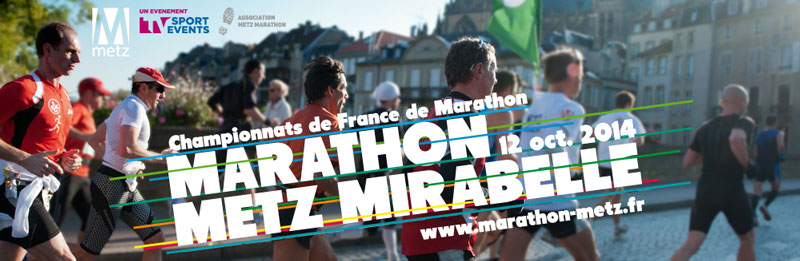 M
metz
UN EVENEMENT
TV SPORT
EVENTS
ASSOCIATION
METZ MARATHON
Championnats de France de Marathon
MARATHON 12 oct. 2014
METZ MIRABELLE
www.marathon-metz.fr